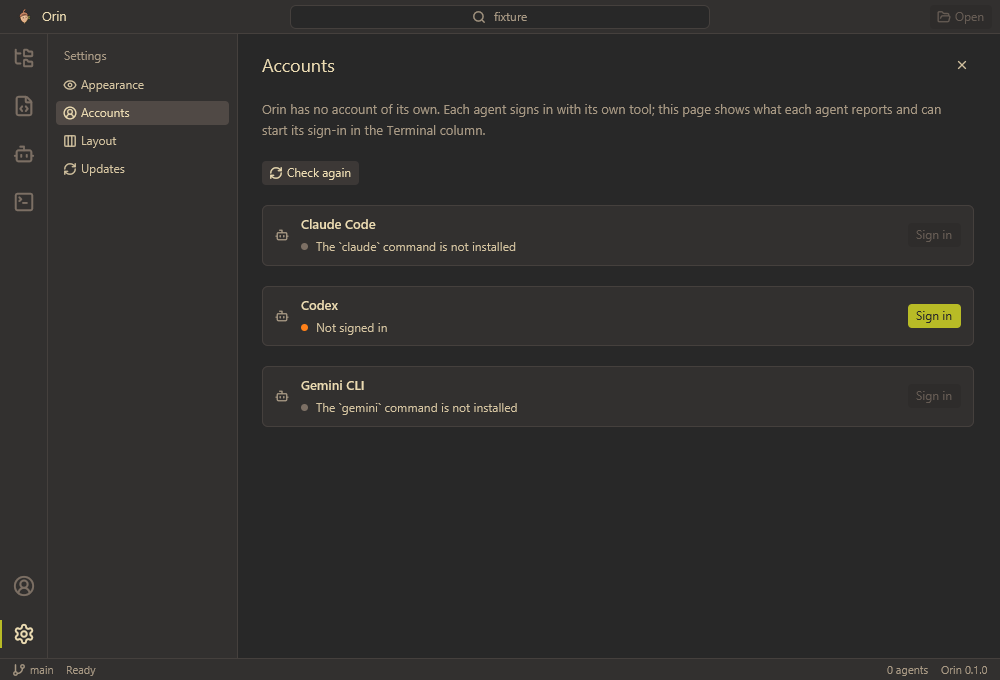 Orin
fixture
Open
Settings
Appearance
Accounts
Layout
Updates
Accounts
Orin has no account of its own. Each agent signs in with its own tool; this page shows what each agent reports and can
start its sign-in in the Terminal column.
Check again
Claude Code
The `claude` command is not installed
Sign in
Codex
Not signed in
Sign in
Gemini CLI
The `gemini` command is not installed
Sign in
main
Ready
0 agents
Orin 0.1.0